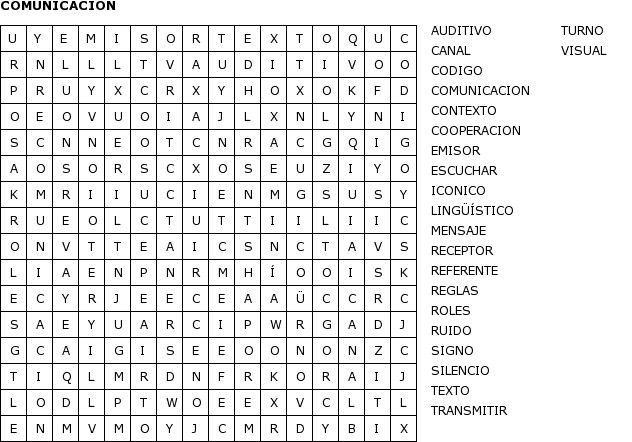 COMUNICACION
U Y E M I S O R T E X T O Q U C
R N L L L T V A U D I T I V O O
P R U Y X C R X Y H O X O K F D
O E O V U O I A J L X N L Y N I
S C N N E O T C N R A C G Q I G
A O S O R S C X O S E U Z I Y O
K M R I I U C I E N M G S U S Y
R U E O L C T U T T I I L I I C
O N V T T E A I C S N C T A V S
L I A E N P N R M H Í O O I S K
E C Y R J E E C E A A Ü C C R C
S A E Y U A R C I P W R G A D J
G C A I G I S E E O O N O N Z C
T I Q L M R D N F R K O R A I J
L O D L P T W O E E X V C L T L
E N M V M O Y J C M R D Y B I X
AUDITIVO
CANAL
CODIGO
COMUNICACION
CONTEXTO
COOPERACION
EMISOR
ESCUCHAR
ICONICO
LINGÜÍSTICO
MENSAJE
RECEPTOR
REFERENTE
REGLAS
ROLES
RUIDO
SIGNO
SILENCIO
TEXTO
TRANSMITIR
TURNO
VISUAL